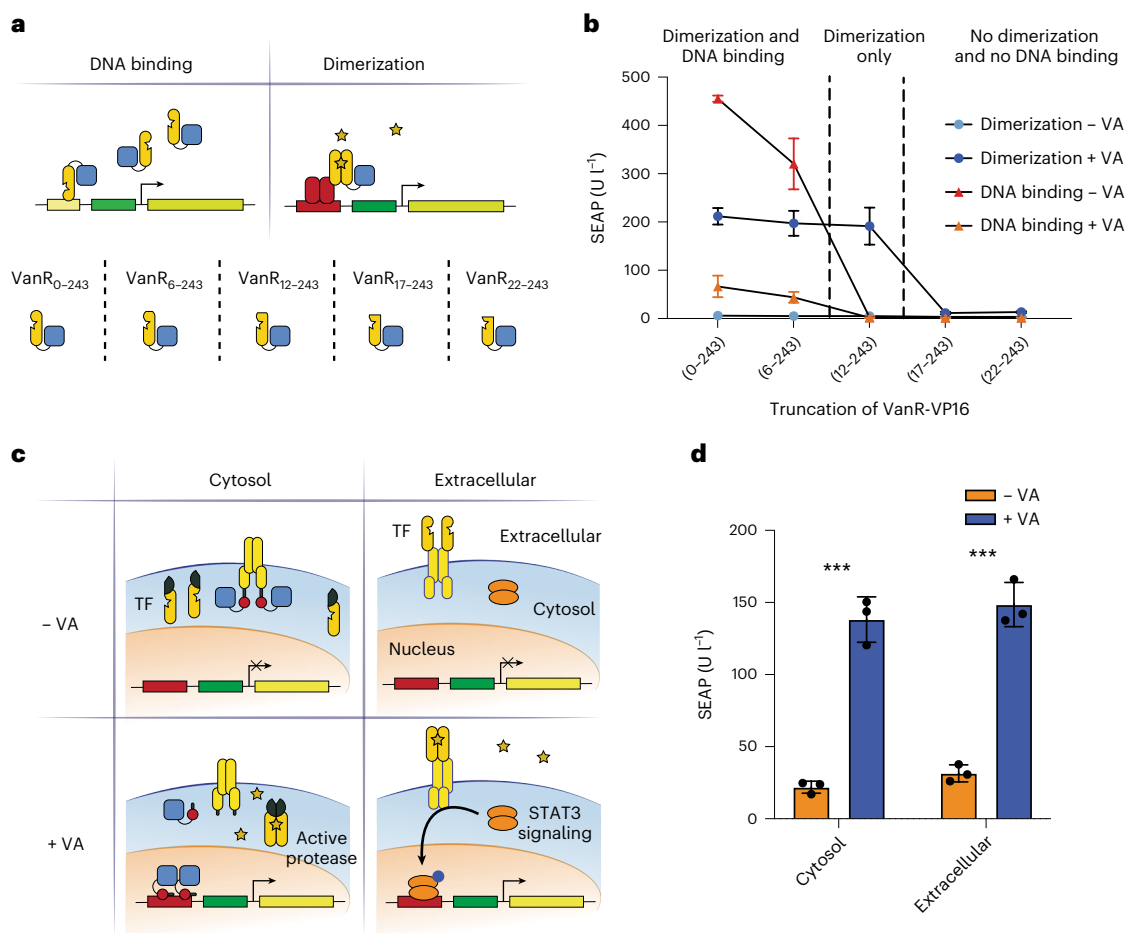 a
DNA binding
Dimerization
VanR0–243
VanR6–243
VanR12–243
VanR17–243
VanR22–243
b
Dimerization and
DNA binding
Dimerization
only
No dimerization
and no DNA binding
500
400
300
200
100
0
SEAP (U l–1)
Dimerization – VA
Dimerization + VA
DNA binding – VA
DNA binding + VA
(0–243)
(6–243)
(12–243)
(17–243)
(22–243)
Truncation of VanR-VP16
c
Cytosol
Extracellular
– VA
TF
TF
Extracellular
Cytosol
Nucleus
+ VA
Active
protease
STAT3
signaling
d
– VA
+ VA
200
150
100
50
0
SEAP (U l–1)
***
***
Cytosol
Extracellular